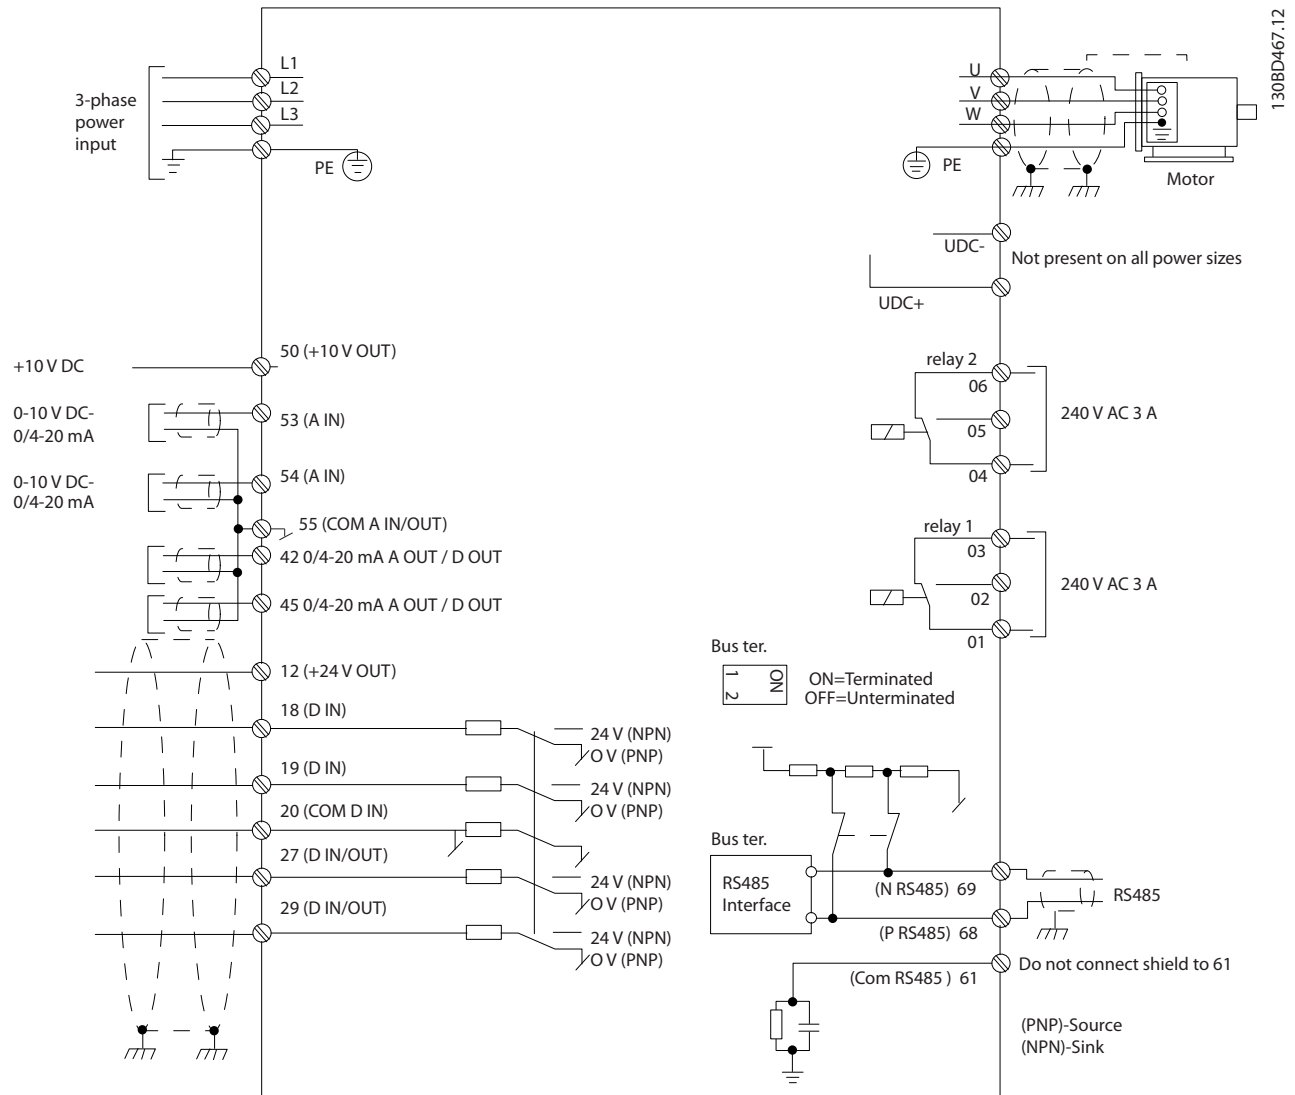 130BD467.12
3-phase
power
input
L1
L2
L3
PE
U
V
W
PE
Motor
UDC-
Not present on all power sizes
UDC+
+10 V DC
50 (+10 V OUT)
0-10 V DC-
0/4-20 mA
53 (A IN)
0-10 V DC-
0/4-20 mA
54 (A IN)
55 (COM A IN/OUT)
42 0/4-20 mA A OUT / D OUT
45 0/4-20 mA A OUT / D OUT
12 (+24 V OUT)
18 (D IN)
24 V (NPN)
O V (PNP)
19 (D IN)
24 V (NPN)
O V (PNP)
20 (COM D IN)
27 (D IN/OUT)
24 V (NPN)
O V (PNP)
29 (D IN/OUT)
24 V (NPN)
O V (PNP)
relay 2
06
05
04
240 V AC 3 A
relay 1
03
02
01
240 V AC 3 A
Bus ter.
1
2
ON
ON=Terminated
OFF=Unterminated
Bus ter.
RS485
Interface
(N RS485) 69
(P RS485) 68
RS485
(Com RS485 ) 61
Do not connect shield to 61
(PNP)-Source
(NPN)-Sink